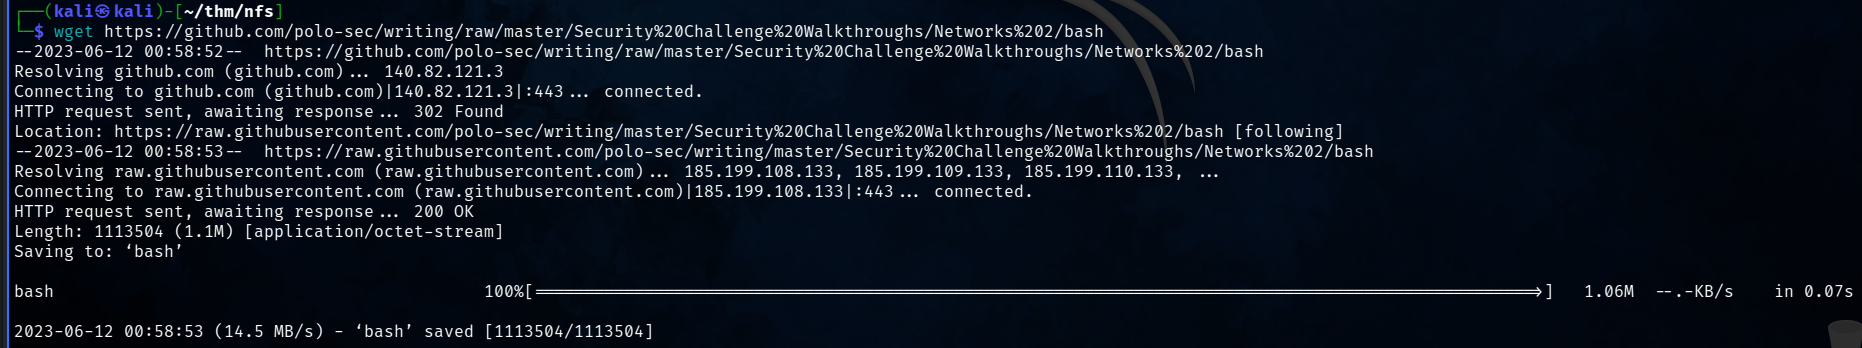 ┌──(kali㉿kali)-[~/thm/nfs]
└─$ wget https://github.com/polo-sec/writing/raw/master/Security%20Challenge%20Walkthroughs/Networks%202/bash
--2023-06-12 00:58:52--  https://github.com/polo-sec/writing/raw/master/Security%20Challenge%20Walkthroughs/Networks%202/bash
Resolving github.com (github.com)... 140.82.121.3
Connecting to github.com (github.com)|140.82.121.3|:443... connected.
HTTP request sent, awaiting response... 302 Found
Location: https://raw.githubusercontent.com/polo-sec/writing/master/Security%20Challenge%20Walkthroughs/Networks%202/bash [following]
--2023-06-12 00:58:53--  https://raw.githubusercontent.com/polo-sec/writing/master/Security%20Challenge%20Walkthroughs/Networks%202/bash
Resolving raw.githubusercontent.com (raw.githubusercontent.com)... 185.199.108.133, 185.199.109.133, 185.199.110.133, ...
Connecting to raw.githubusercontent.com (raw.githubusercontent.com)|185.199.108.133|:443... connected.
HTTP request sent, awaiting response... 200 OK
Length: 1113504 (1.1M) [application/octet-stream]
Saving to: ‘bash’
bash 100%[===================>] 1.06M --.-KB/s in 0.07s
2023-06-12 00:58:53 (14.5 MB/s) - ‘bash’ saved [1113504/1113504]